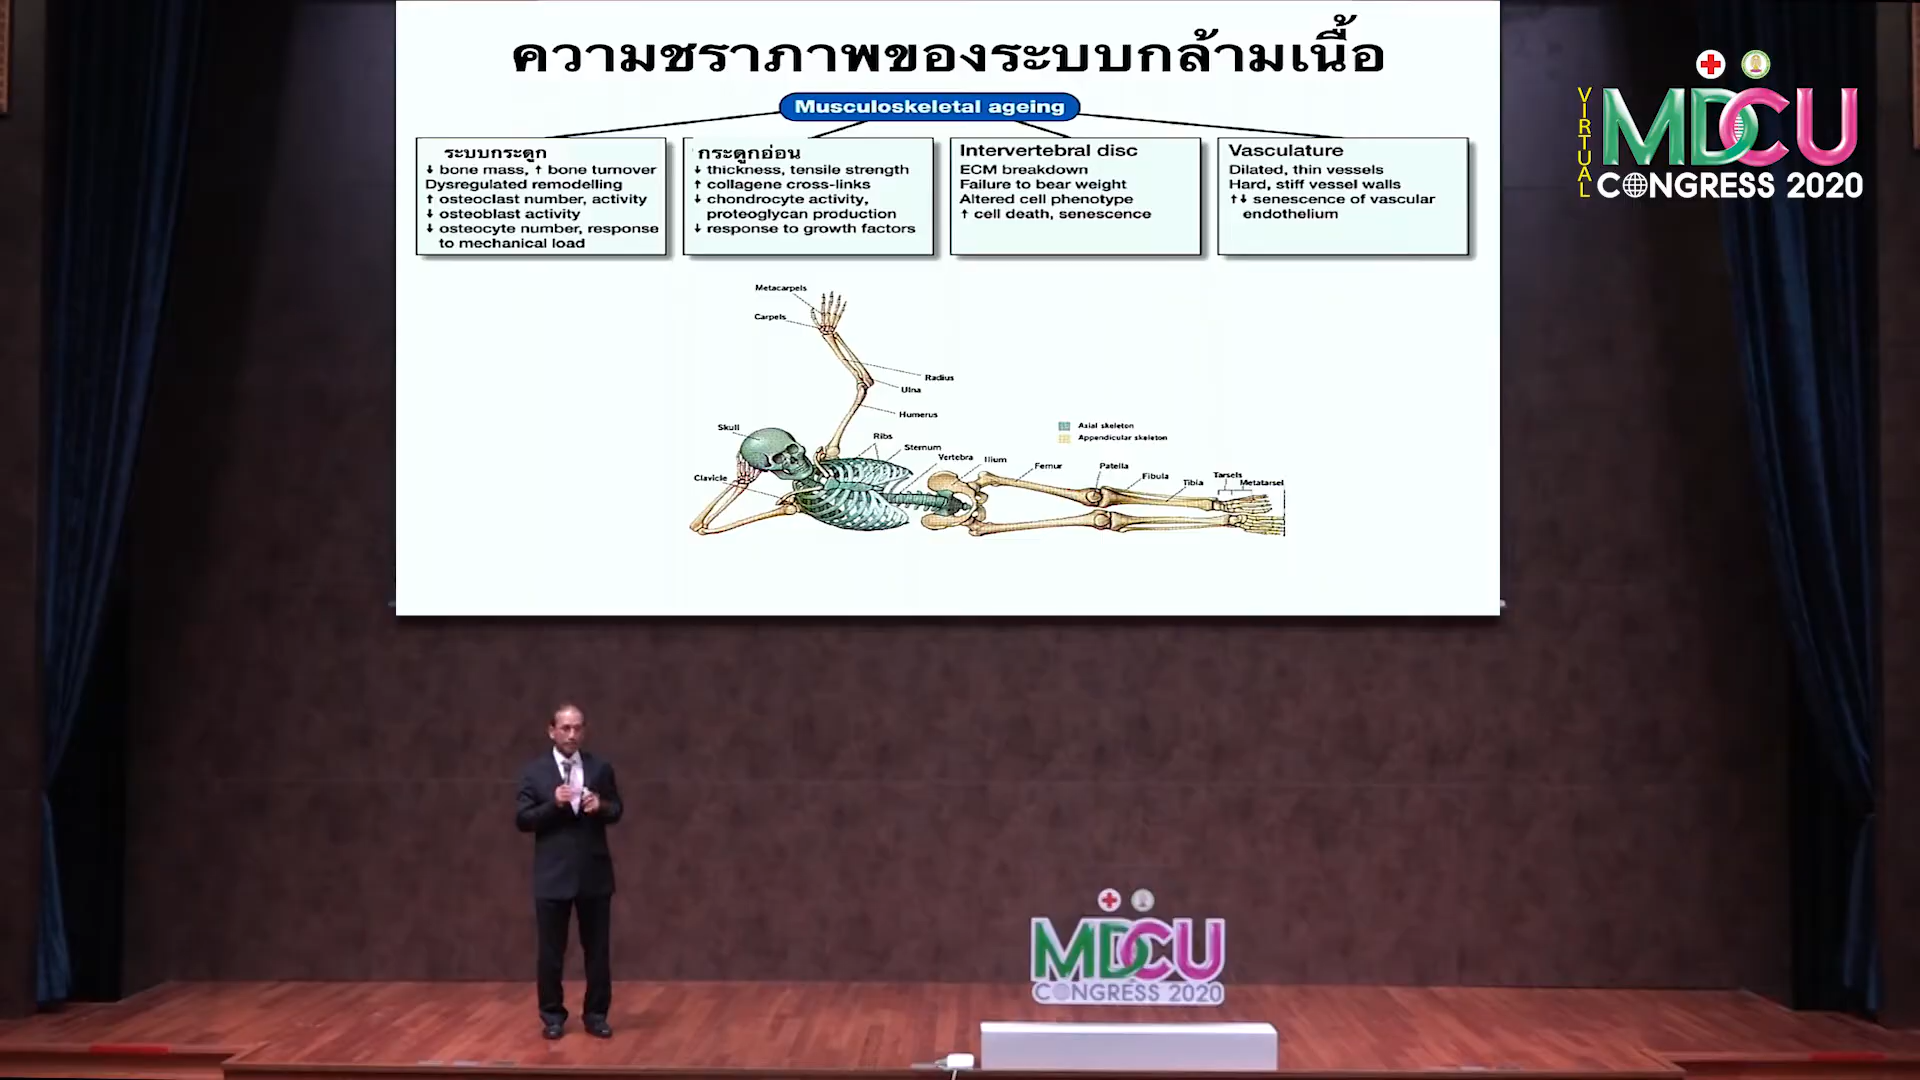 ความชราภาพของระบบกล้ามเนื้อ
Musculoskeletal ageing
ระบบกระดูก
↓ bone mass, ↑ bone turnover
Dysregulated remodelling
↑ osteoclast number, activity
↓ osteoblast activity
↓ osteocyte number, response
to mechanical load
กระดูกอ่อน
↓ thickness, tensile strength
↑ collagene cross-links
↓ chondrocyte activity,
proteoglycan production
↓ response to growth factors
Intervertebral disc
ECM breakdown
Failure to bear weight
Altered cell phenotype
↑ cell death, senescence
Vasculature
Dilated, thin vessels
Hard, stiff vessel walls
↑↓ senescence of vascular
endothelium
Metacarpels
Carpels
Radius
Ulna
Humerus
Skull
Ribs
Sternum
Vertebra
Ilium
Femur
Patella
Fibula
Tibia
Tarsels
Metatarsel
Clavicle
Axial skeleton
Appendicular skeleton
VIRTUAL
MDCU
CONGRESS 2020
MDCU
CONGRESS 2020